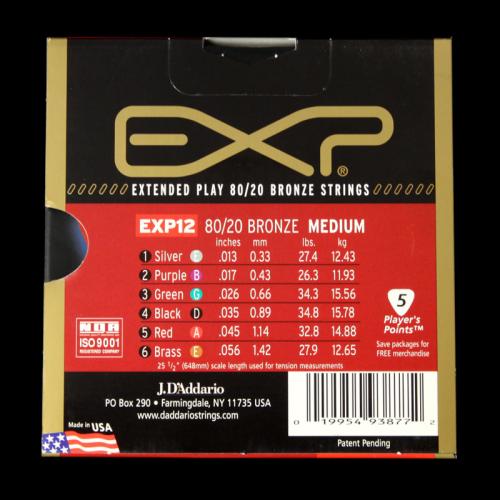 EXP®
EXTENDED PLAY 80/20 BRONZE STRINGS
EXP12 80/20 BRONZE MEDIUM
inches mm lbs. kg
1 Silver E .013 0.33 27.4 12.43
2 Purple B .017 0.43 26.3 11.93
3 Green G .026 0.66 34.3 15.56
4 Black D .035 0.89 34.8 15.78
5 Red A .045 1.14 32.8 14.88
6 Brass E .056 1.42 27.9 12.65
25 1/2" (648mm) scale length used for tension measurements
5
Player's
Points™
Save packages for
FREE merchandise
NQA
ISO 9001
REGISTERED COMPANY
J.D'Addario
PO Box 290 • Farmingdale, NY 11735 USA
www.daddariostrings.com
Made in USA
0 19954 93877 2
Patent Pending